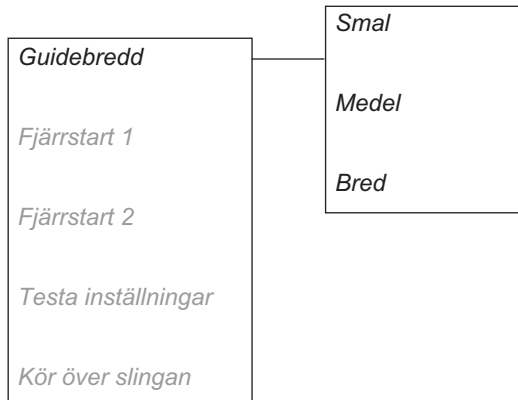 Guidebredd
Fjärrstart 1
Fjärrstart 2
Testa inställningar
Kör över slingan
Smal
Medel
Bred